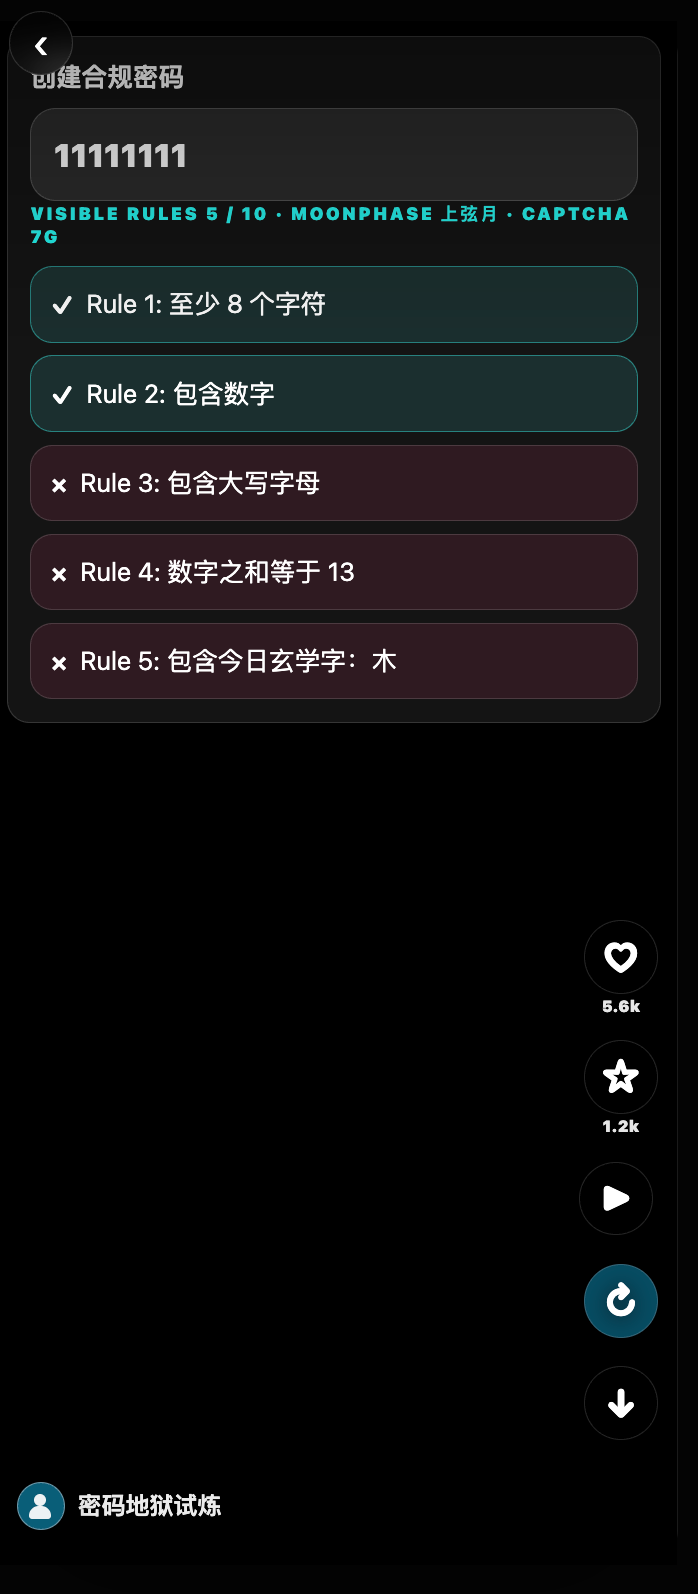 创建合规密码
11111111
VISIBLE RULES 5 / 10 · MOONPHASE 上弦月 · CAPTCHA
7G
Rule 1: 至少 8 个字符
Rule 2: 包含数字
Rule 3: 包含大写字母
Rule 4: 数字之和等于 13
Rule 5: 包含今日玄学字：木
5.6k
1.2k
密码地狱试炼